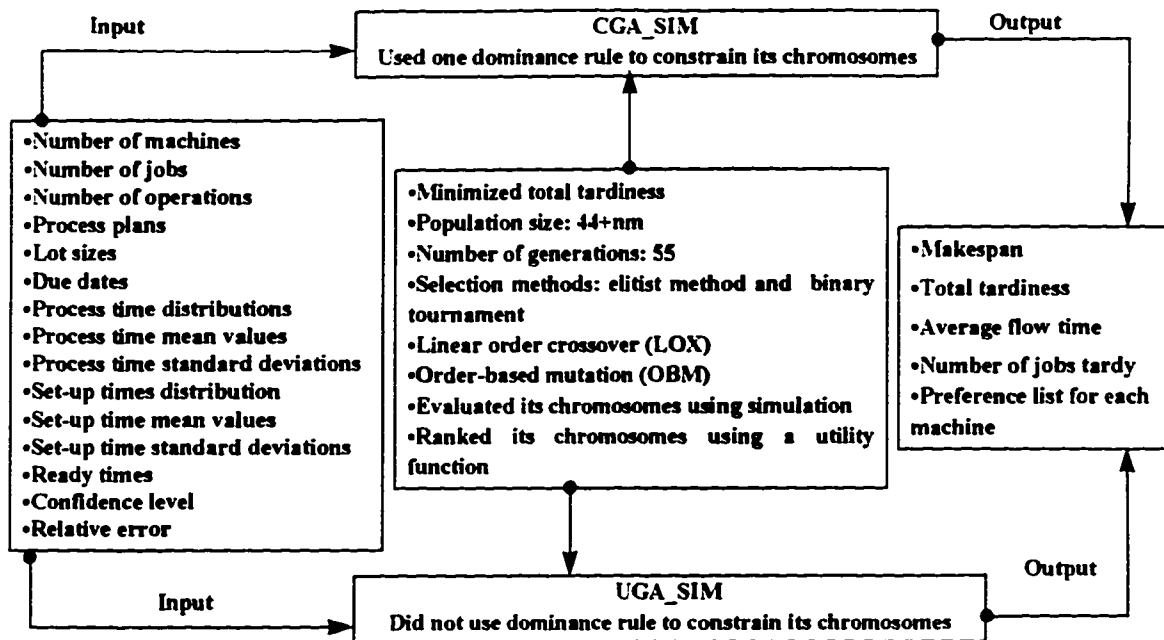 Input
CGA_SIM
Used one dominance rule to constrain its chromosomes
Output
•Number of machines
•Number of jobs
•Number of operations
•Process plans
•Lot sizes
•Due dates
•Process time distributions
•Process time mean values
•Process time standard deviations
•Set-up times distribution
•Set-up time mean values
•Set-up time standard deviations
•Ready times
•Confidence level
•Relative error
•Minimized total tardiness
•Population size: 44+nm
•Number of generations: 55
•Selection methods: elitist method and binary
tournament
•Linear order crossover (LOX)
•Order-based mutation (OBM)
•Evaluated its chromosomes using simulation
•Ranked its chromosomes using a utility
function
•Makespan
•Total tardiness
•Average flow time
•Number of jobs tardy
•Preference list for each
machine
Input
UGA_SIM
Did not use dominance rule to constrain its chromosomes
Output